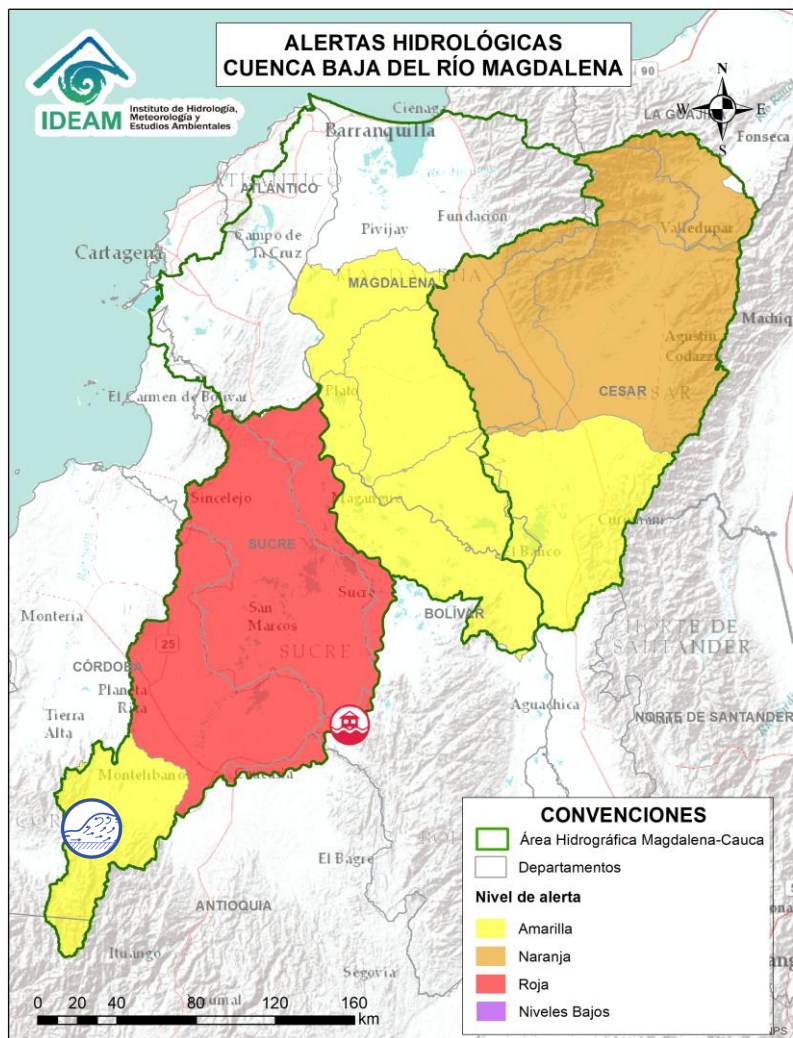 ALERTAS HIDROLÓGICAS
CUENCA BAJA DEL RÍO MAGDALENA
IDEAM
Instituto de Hidrología,
Meteorología y
Estudios Ambientales
90
N
W
E
S
LA GUAJIRA
Fonseca
Ciénaga
Barranquilla
ATLÁNTICO
Valledupar
Pivijay
Fundación
Campo de
la Cruz
Cartagena
MAGDALENA
Agustín
Codazzi
El Carmen de Bolívar
Plato
CESAR
Sincelejo
Magangué
SUCRE
El Banco
San
Marcos
Sucre
SUCRE
BOLÍVAR
Montería
25
CÓRDOBA
Planeta
Rica
Tierra
Alta
NORTE DE
SANTANDER
Aguachica
NORTE DE SANTANDER
Montelíbano
Caucasia
El Bagre
ANTIOQUIA
Ituango
Segovia
CONVENCIONES
Área Hidrográfica Magdalena-Cauca
Departamentos
Nivel de alerta
Amarilla
Naranja
Roja
Niveles Bajos
0 20 40 80 120 160
km